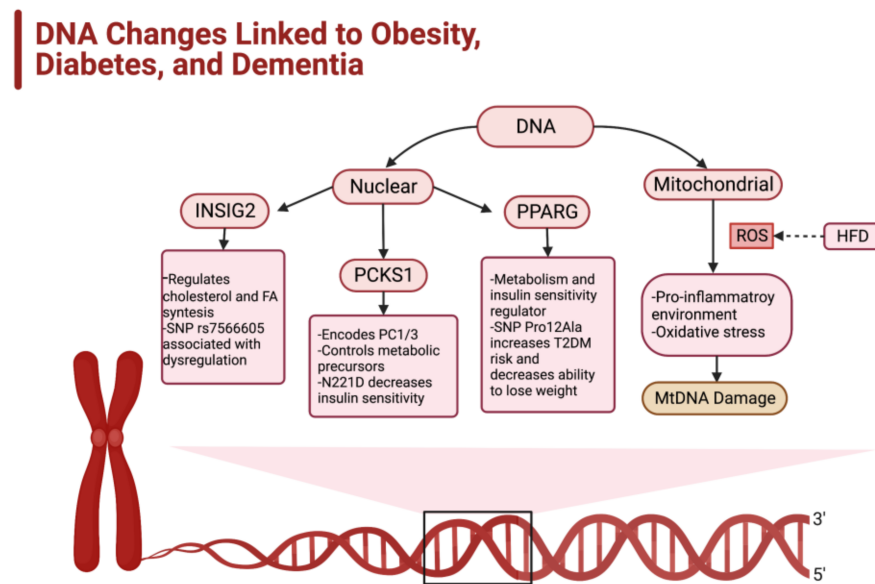 DNA Changes Linked to Obesity,
Diabetes, and Dementia
DNA
Nuclear
Mitochondrial
INSIG2
PPARG
ROS
HFD
PCKS1
-Regulates
cholesterol and FA
syntesis
-SNP rs7566605
associated with
dysregulation
-Encodes PC1/3
-Controls metabolic
precursors
-N221D decreases
insulin sensitivity
-Metabolism and
insulin sensitivity
regulator
-SNP Pro12Ala
increases T2DM
risk and
decreases ability
to lose weight
-Pro-inflammatroy
environment
-Oxidative stress
MtDNA Damage
3'
5'